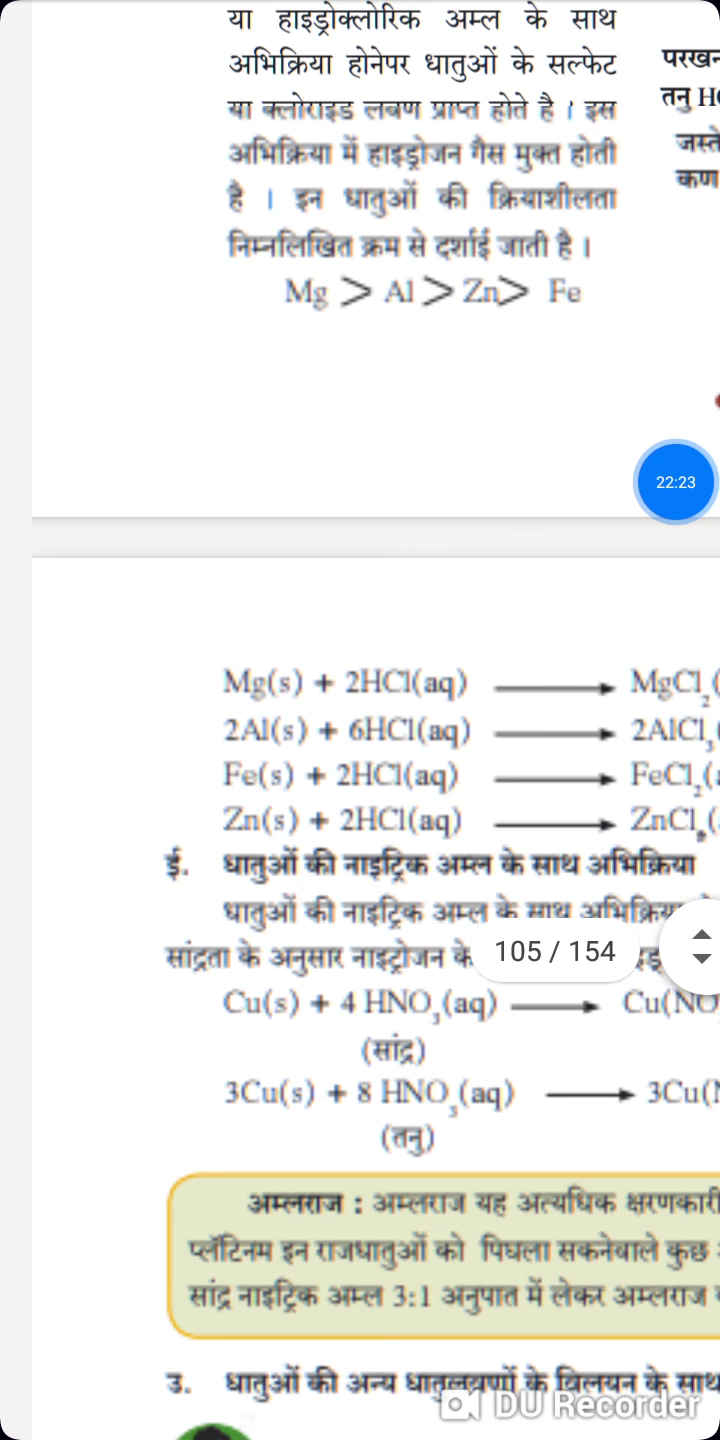 या हाइड्रोक्लोरिक अम्ल के साथ
अभिक्रिया होनेपर धातुओं के सल्फेट
या क्लोराइड लवण प्राप्त होते है । इस
अभिक्रिया में हाइड्रोजन गैस मुक्त होती
है । इन धातुओं की क्रियाशीलता
निम्नलिखित क्रम से दर्शाई जाती है ।
Mg > Al > Zn> Fe
परख
तनु H
जस्ते
कण
22:23
Mg(s) + 2HCl(aq) ⟶ MgCl₂(
2Al(s) + 6HCl(aq) ⟶ 2AlCl₃(
Fe(s) + 2HCl(aq) ⟶ FeCl₂(
Zn(s) + 2HCl(aq) ⟶ ZnCl₂(
ई. धातुओं की नाइट्रिक अम्ल के साथ अभिक्रिया
धातुओं की नाइट्रिक अम्ल के साथ
सांद्रता के अनुसार नाइट्रोजन के
105 / 154
Cu(s) + 4 HNO₃(aq) ⟶ Cu(NO
(सांद्र)
3Cu(s) + 8 HNO₃(aq) ⟶ 3Cu(
(तनु)
अम्लराज : अम्लराज यह अत्यधिक क्षरणकारी
प्लॅटिनम इन राजधातुओं को पिघला सकनेवाले कुछ
सांद्र नाइट्रिक अम्ल 3:1 अनुपात में लेकर अम्लराज
उ. धातुओं की अन्य धातुलवणों के विलयन के साथ
DU Recorder